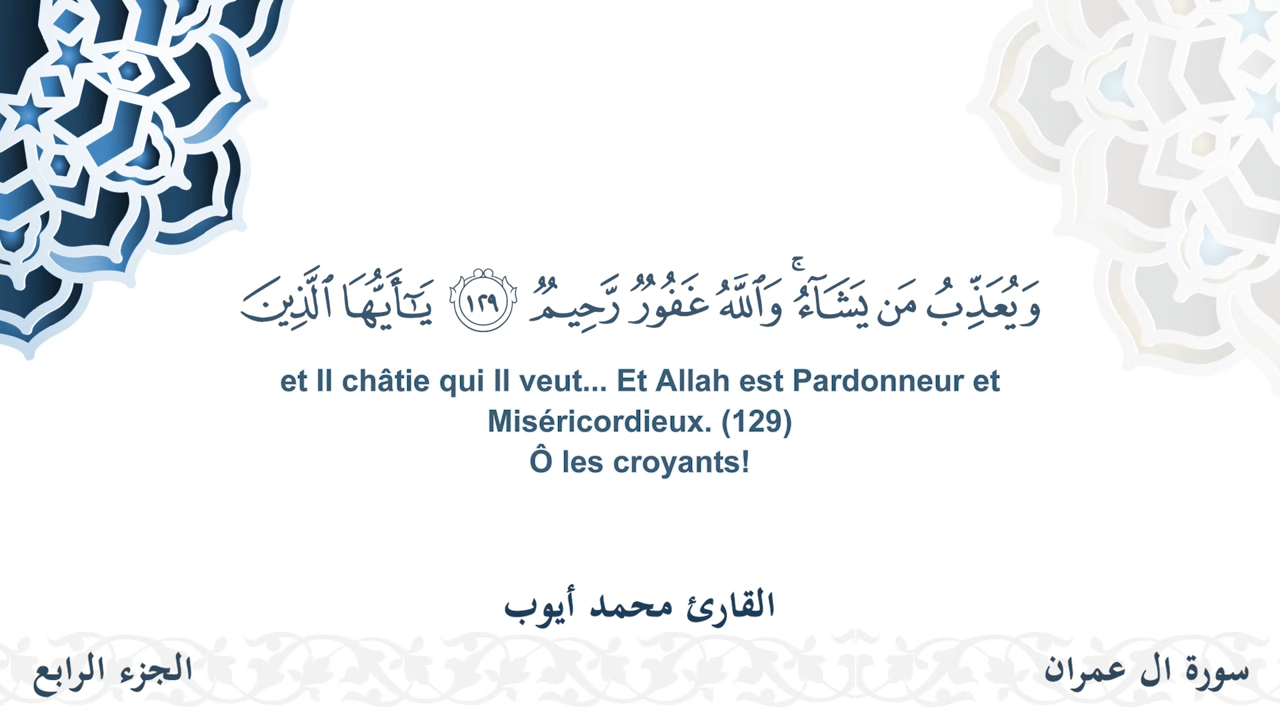 وَيُعَذِّبُ مَن يَشَآءُ ۚ وَٱللَّهُ غَفُورٌ رَّحِيمٌ ١٢٩ يَـٰٓأَيُّهَا ٱلَّذِينَ
et Il châtie qui Il veut... Et Allah est Pardonneur et
Miséricordieux. (129)
Ô les croyants!
القارئ محمد أيوب
سورة ال عمران
الجزء الرابع